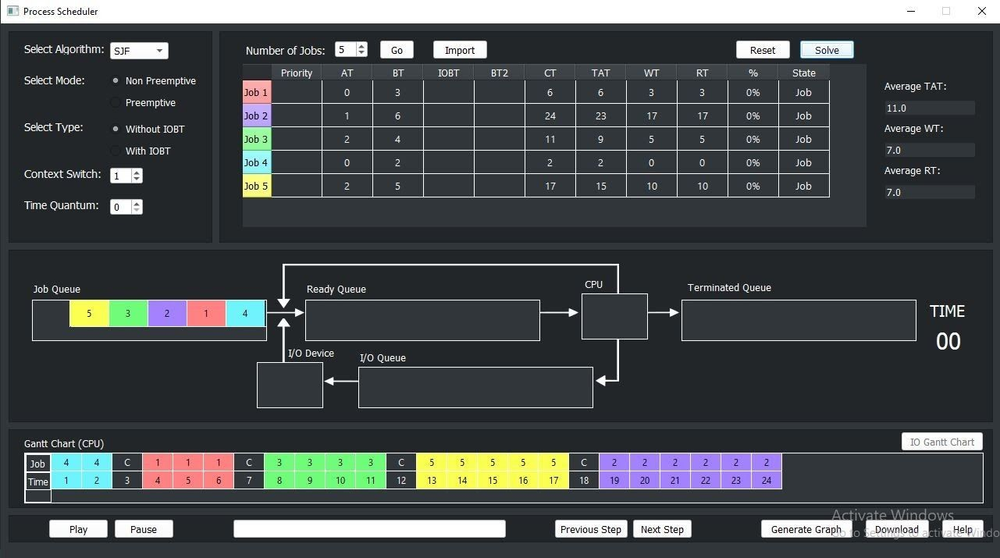 Process Scheduler
Select Algorithm: SJF
Select Mode: Non Preemptive
Preemptive
Select Type: Without IOBT
With IOBT
Context Switch: 1
Time Quantum: 0
Number of Jobs: 5 Go Import Reset Solve
Priority AT BT IOBT BT2 CT TAT WT RT % State
Job 1 0 3 6 6 3 3 0% Job
Job 2 1 6 24 23 17 17 0% Job
Job 3 2 4 11 9 5 5 0% Job
Job 4 0 2 2 2 0 0 0% Job
Job 5 2 5 17 15 10 10 0% Job
Average TAT:
11.0
Average WT:
7.0
Average RT:
7.0
Job Queue
5 3 2 1 4
Ready Queue
CPU
Terminated Queue
TIME
00
I/O Device
I/O Queue
Gantt Chart (CPU)
IO Gantt Chart
Job 4 4 C 1 1 1 C 3 3 3 3 C 5 5 5 5 5 C 2 2 2 2 2 2
Time 1 2 3 4 5 6 7 8 9 10 11 12 13 14 15 16 17 18 19 20 21 22 23 24
Play Pause Previous Step Next Step Generate Graph Download Help
Activate Windows
Go to Settings to activate Windo